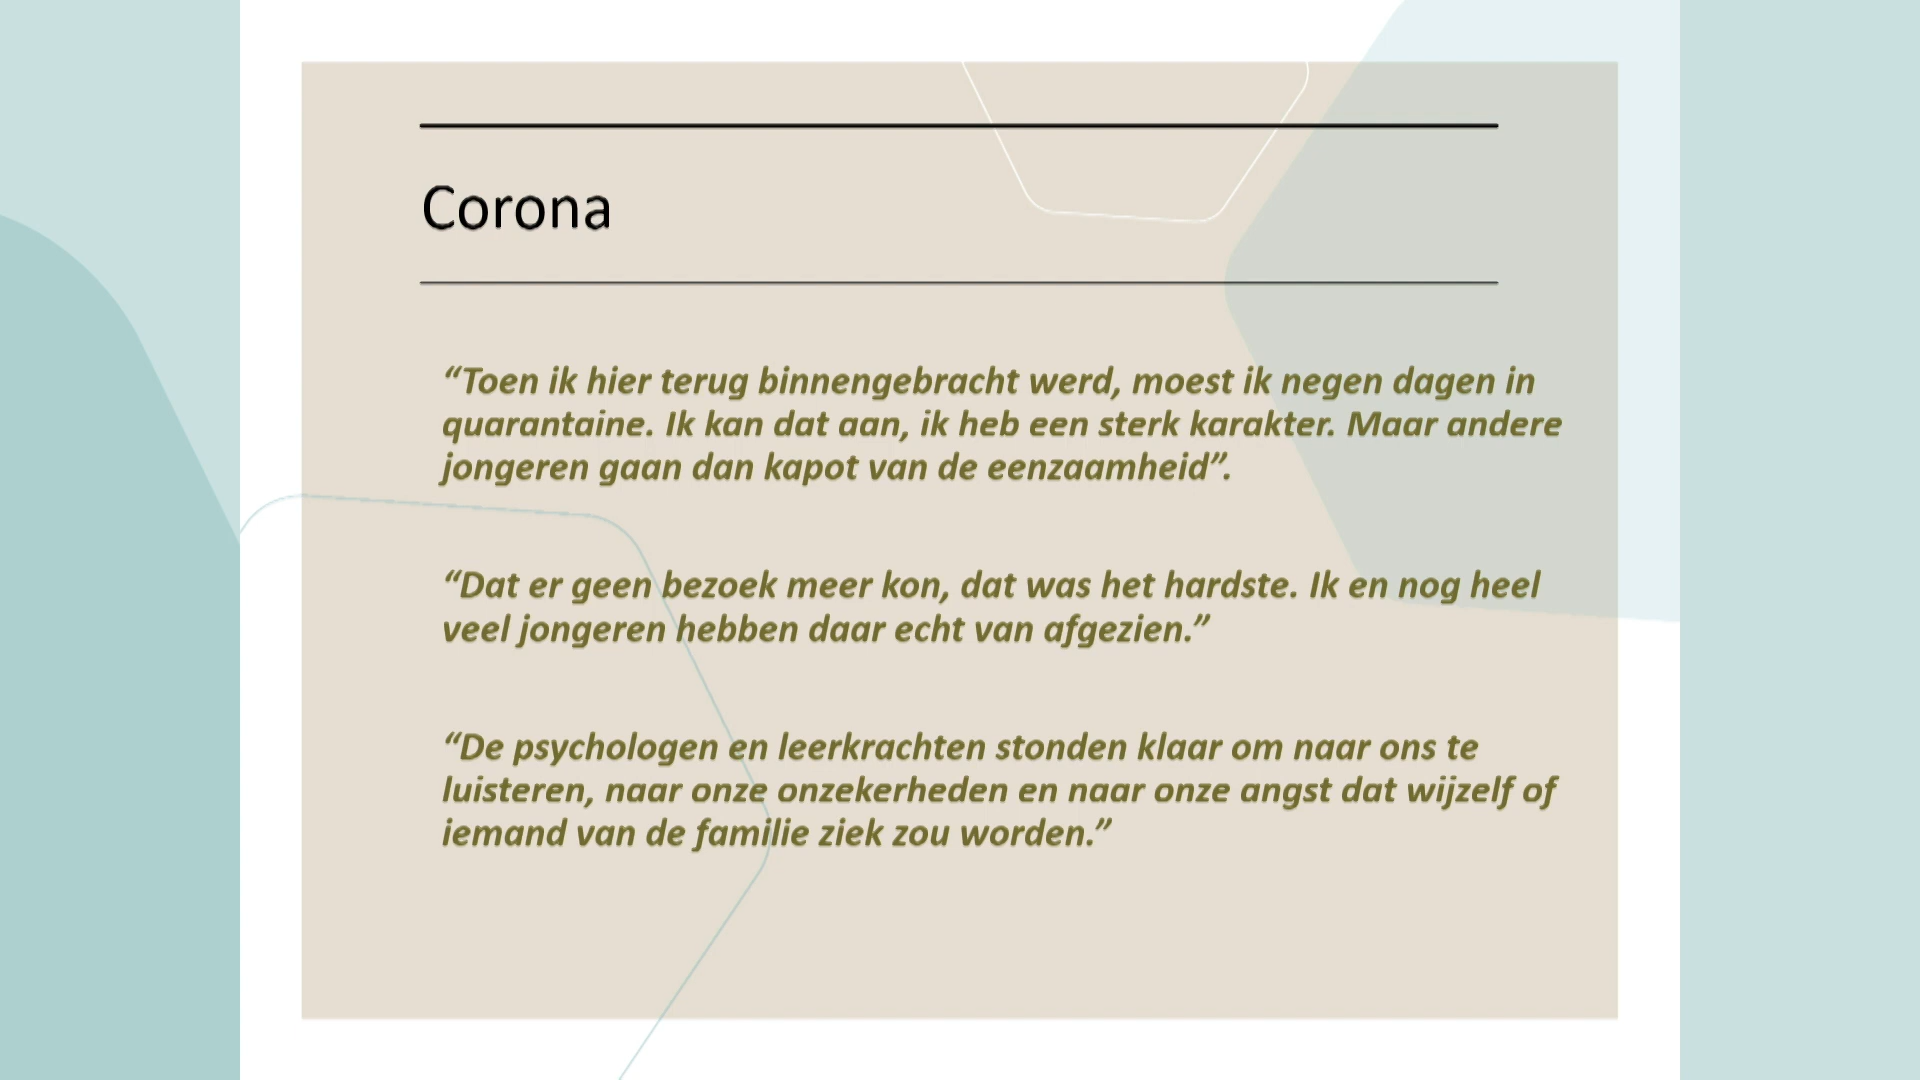 Corona
“Toen ik hier terug binnengebracht werd, moest ik negen dagen in
quarantaine. Ik kan dat aan, ik heb een sterk karakter. Maar andere
jongeren gaan dan kapot van de eenzaamheid”.
“Dat er geen bezoek meer kon, dat was het hardste. Ik en nog heel
veel jongeren hebben daar echt van afgezien.”
“De psychologen en leerkrachten stonden klaar om naar ons te
luisteren, naar onze onzekerheden en naar onze angst dat wijzelf of
iemand van de familie ziek zou worden.”